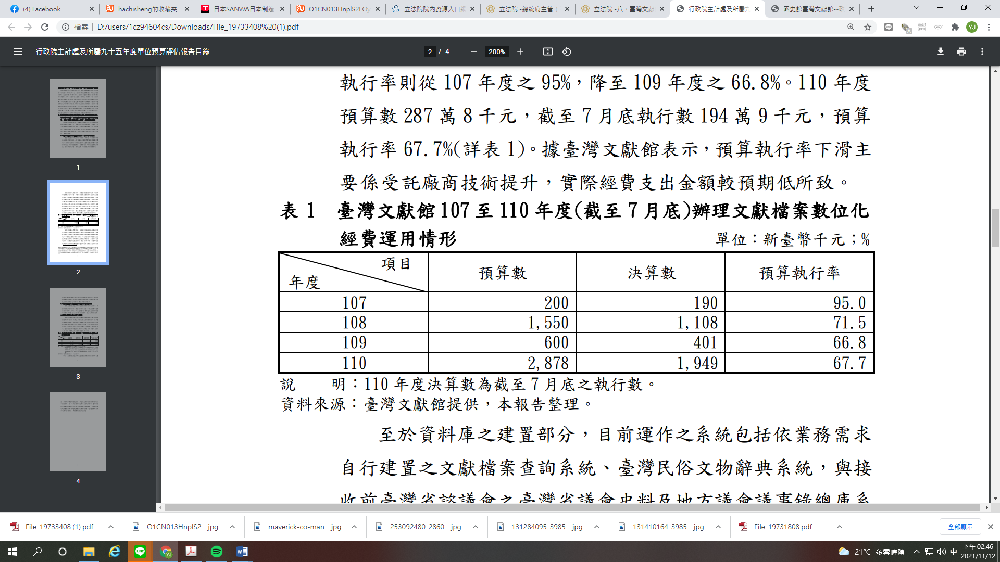 (4) Facebook
hachisheng的收藏夾
日本SANWA日本制造
O1CN013HnplS2FOy
立法院院內資源入口網
立法院 -總統府主管 (
立法院 -八、臺灣文獻
行政院主計處及所屬九
國史館臺灣文獻館--政
檔案
D:/users/1cz94604cs/Downloads/File_19733408%20(1).pdf
YJ
行政院主計處及所屬九十五年度單位預算評估報告目錄
2 / 4
200%
1
2
3
4
執行率則從 107 年度之 95%，降至 109 年度之 66.8%。110 年度
預算數 287 萬 8 千元，截至 7 月底執行數 194 萬 9 千元，預算
執行率 67.7%(詳表 1)。據臺灣文獻館表示，預算執行率下滑主
要係受託廠商技術提升，實際經費支出金額較預期低所致。
表 1 臺灣文獻館 107 至 110 年度(截至 7 月底)辦理文獻檔案數位化
經費運用情形 單位：新臺幣千元；%
項目
年度 預算數 決算數 預算執行率
107 200 190 95.0
108 1,550 1,108 71.5
109 600 401 66.8
110 2,878 1,949 67.7
說 明：110 年度決算數為截至 7 月底之執行數。
資料來源：臺灣文獻館提供，本報告整理。
至於資料庫之建置部分，目前運作之系統包括依業務需求
自行建置之文獻檔案查詢系統、臺灣民俗文物辭典系統，與接
收前臺灣省諮議會之臺灣省議會史料及地方議會議事錄總庫系
File_19733408 (1).pdf
O1CN013HnplS2....jpg
maverick-co-man....jpg
253092480_2860....jpg
131284095_3985....jpg
131410164_3985....jpg
File_19731808.pdf
全部顯示
LINE
YJ
21°C 多雲時陰
中
下午 02:46
2021/11/12